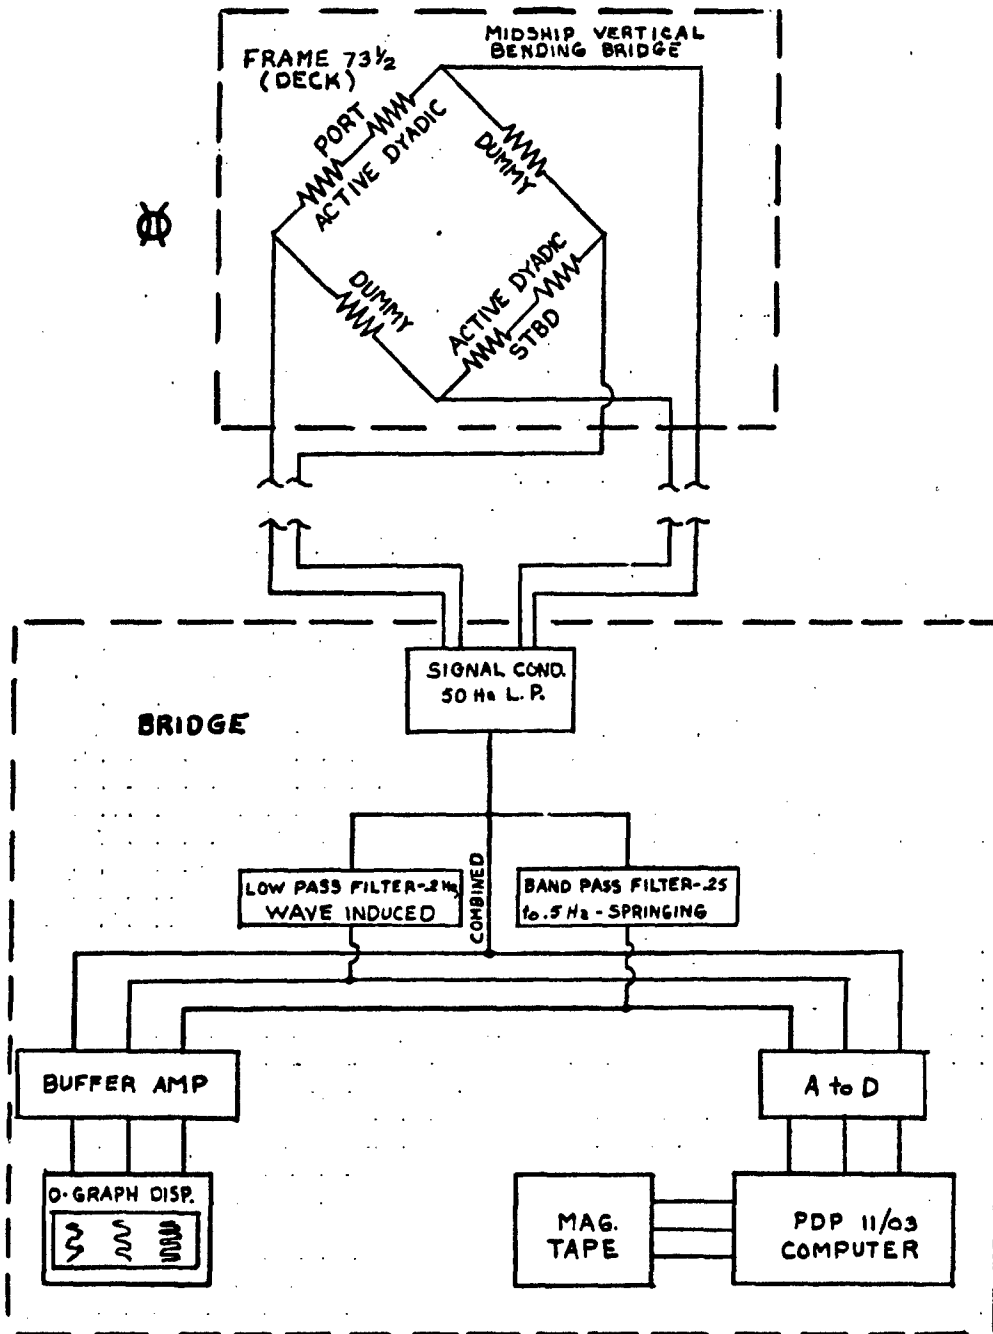 MIDSHIP VERTICAL
BENDING BRIDGE
FRAME 73½
(DECK)
PORT
ACTIVE DYADIC
DUMMY
DUMMY
ACTIVE DYADIC
STBD
SIGNAL COND.
50 Hz L. P.
BRIDGE
LOW PASS FILTER-.2 Hz
WAVE INDUCED
COMBINED
BAND PASS FILTER-.25
to .5 Hz - SPRINGING
BUFFER AMP
A to D
O-GRAPH DISP.
MAG.
TAPE
PDP 11/03
COMPUTER